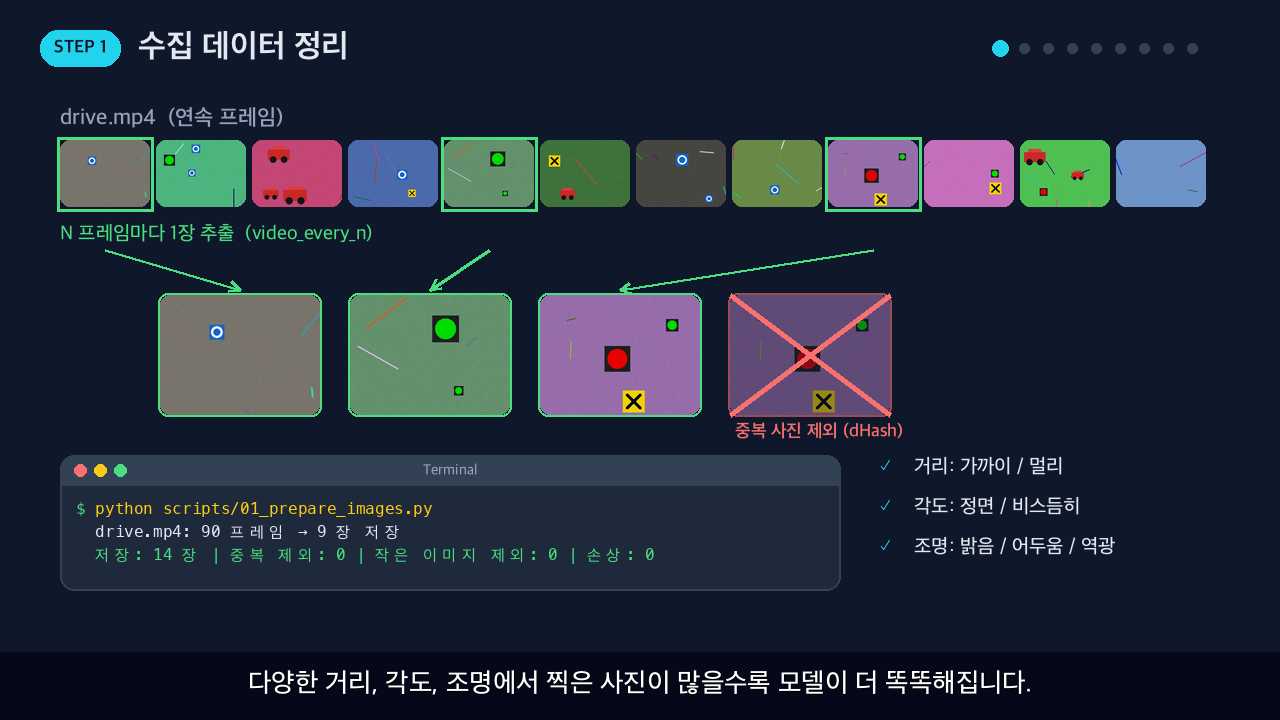 STEP 1 수집 데이터 정리
drive.mp4 (연속 프레임)
N 프레임마다 1장 추출 (video_every_n)
중복 사진 제외 (dHash)
Terminal
$ python scripts/01_prepare_images.py
drive.mp4: 90 프레임 → 9 장 저장
저장: 14 장 | 중복 제외: 0 | 작은 이미지 제외: 0 | 손상: 0
✓ 거리: 가까이 / 멀리
✓ 각도: 정면 / 비스듬히
✓ 조명: 밝음 / 어두움 / 역광
다양한 거리, 각도, 조명에서 찍은 사진이 많을수록 모델이 더 똑똑해집니다.